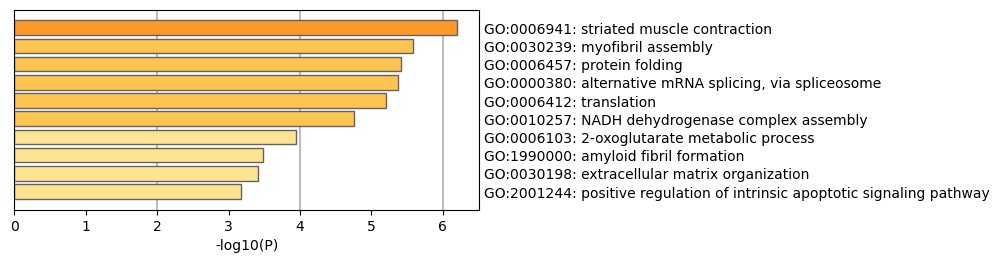 GO:0006941: striated muscle contraction
GO:0030239: myofibril assembly
GO:0006457: protein folding
GO:0000380: alternative mRNA splicing, via spliceosome
GO:0006412: translation
GO:0010257: NADH dehydrogenase complex assembly
GO:0006103: 2-oxoglutarate metabolic process
GO:1990000: amyloid fibril formation
GO:0030198: extracellular matrix organization
GO:2001244: positive regulation of intrinsic apoptotic signaling pathway
0 1 2 3 4 5 6
-log10(P)